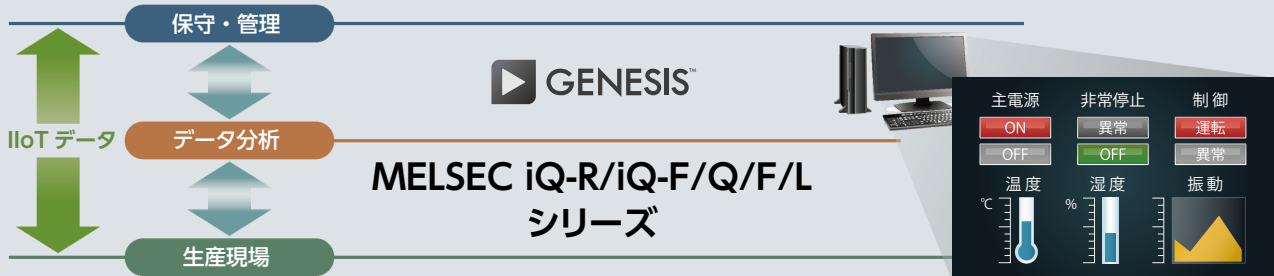 保守・管理
IIoT データ
データ分析
生産現場
GENESIS™
MELSEC iQ-R/iQ-F/Q/F/L
シリーズ
主電源 非常停止 制御
ON 異常 運転
OFF OFF 異常
温度 湿度 振動
℃ %